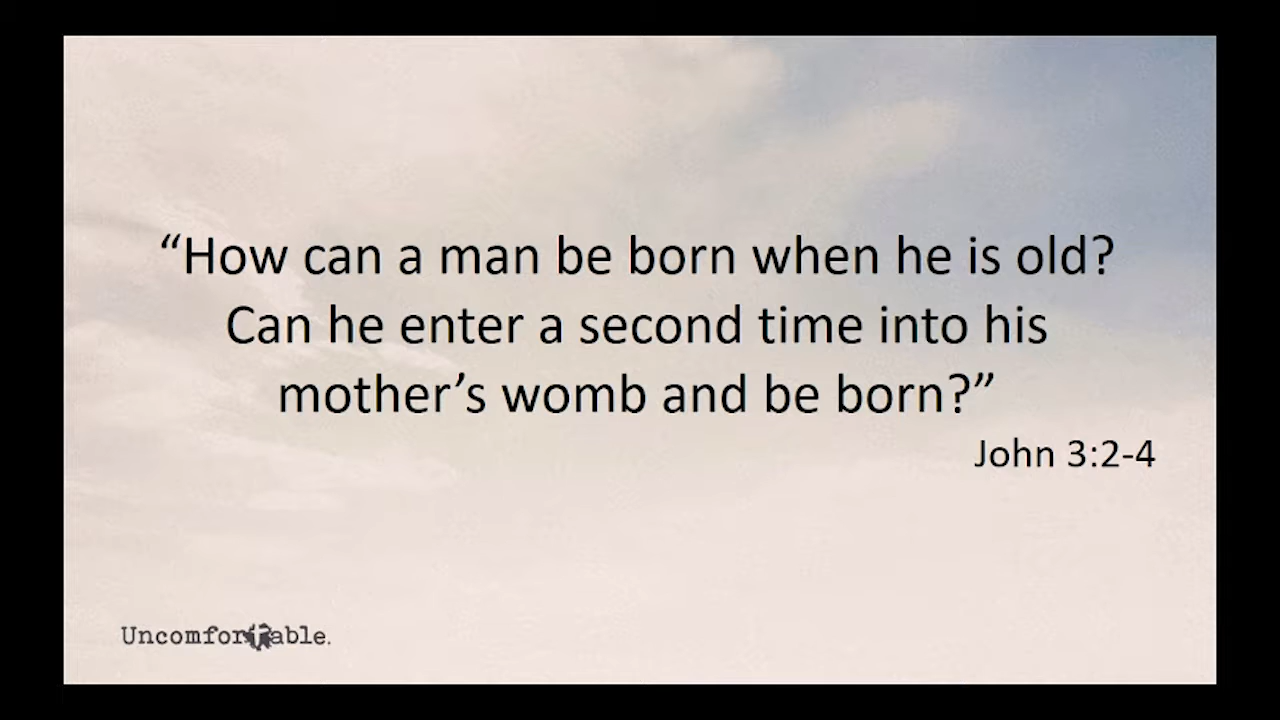 “How can a man be born when he is old?
Can he enter a second time into his
mother’s womb and be born?”
John 3:2-4
Uncomfortable.